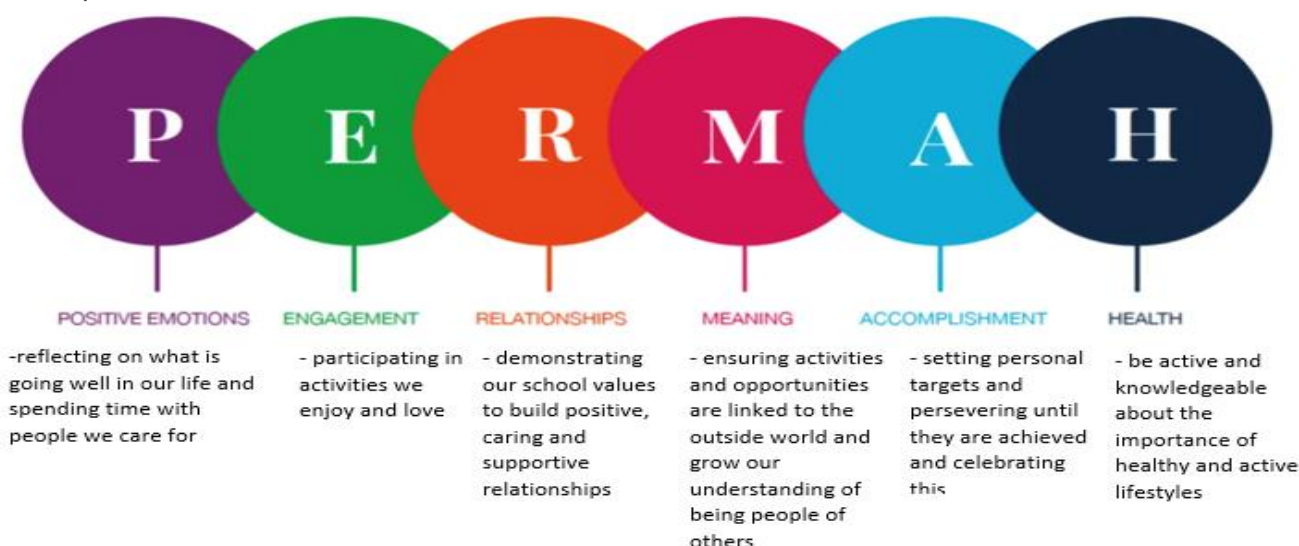 P E R M A H
POSITIVE EMOTIONS
-reflecting on what is
going well in our life and
spending time with
people we care for
ENGAGEMENT
- participating in
activities we
enjoy and love
RELATIONSHIPS
- demonstrating
our school values
to build positive,
caring and
supportive
relationships
MEANING
- ensuring activities
and opportunities
are linked to the
outside world and
grow our
understanding of
being people of
others
ACCOMPLISHMENT
- setting personal
targets and
persevering until
they are achieved
and celebrating
this
HEALTH
- be active and
knowledgeable
about the
importance of
healthy and active
lifestyles